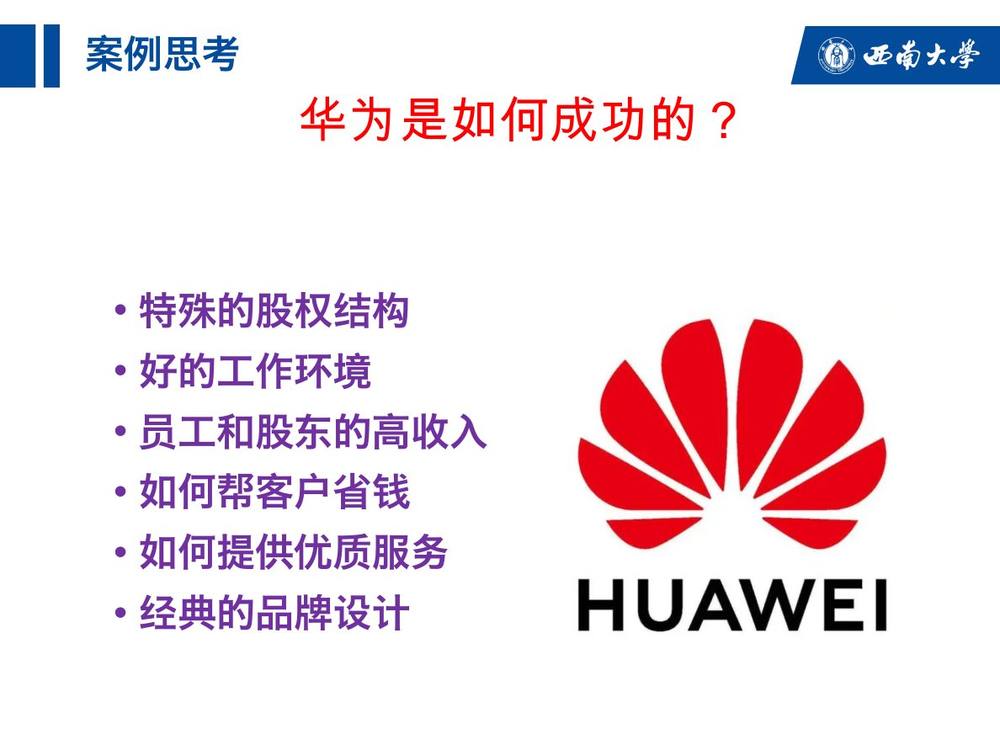 案例思考
西南大学
华为是如何成功的？
• 特殊的股权结构
• 好的工作环境
• 员工和股东的高收入
• 如何帮客户省钱
• 如何提供优质服务
• 经典的品牌设计
HUAWEI